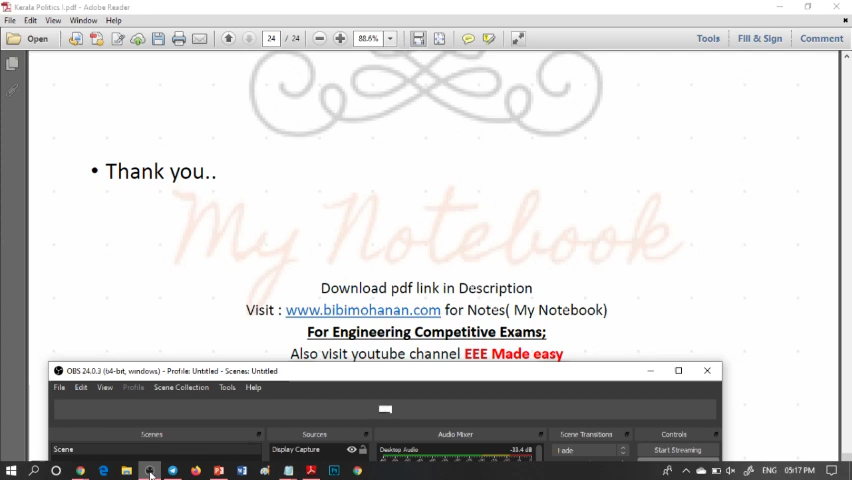 Kerala Politics I.pdf - Adobe Reader
File Edit View Window Help
Open 24 / 24 88.6% Tools Fill & Sign Comment
• Thank you..
My Notebook
Download pdf link in Description
Visit : www.bibimohanan.com for Notes( My Notebook)
For Engineering Competitive Exams;
Also visit youtube channel EEE Made easy
OBS 24.0.3 (64-bit, windows) - Profile: Untitled - Scenes: Untitled
File Edit View Profile Scene Collection Tools Help
Scenes Sources Audio Mixer Scene Transitions Controls
Scene Display Capture Desktop Audio -33.4 dB Fade Start Streaming
ENG 05:17 PM